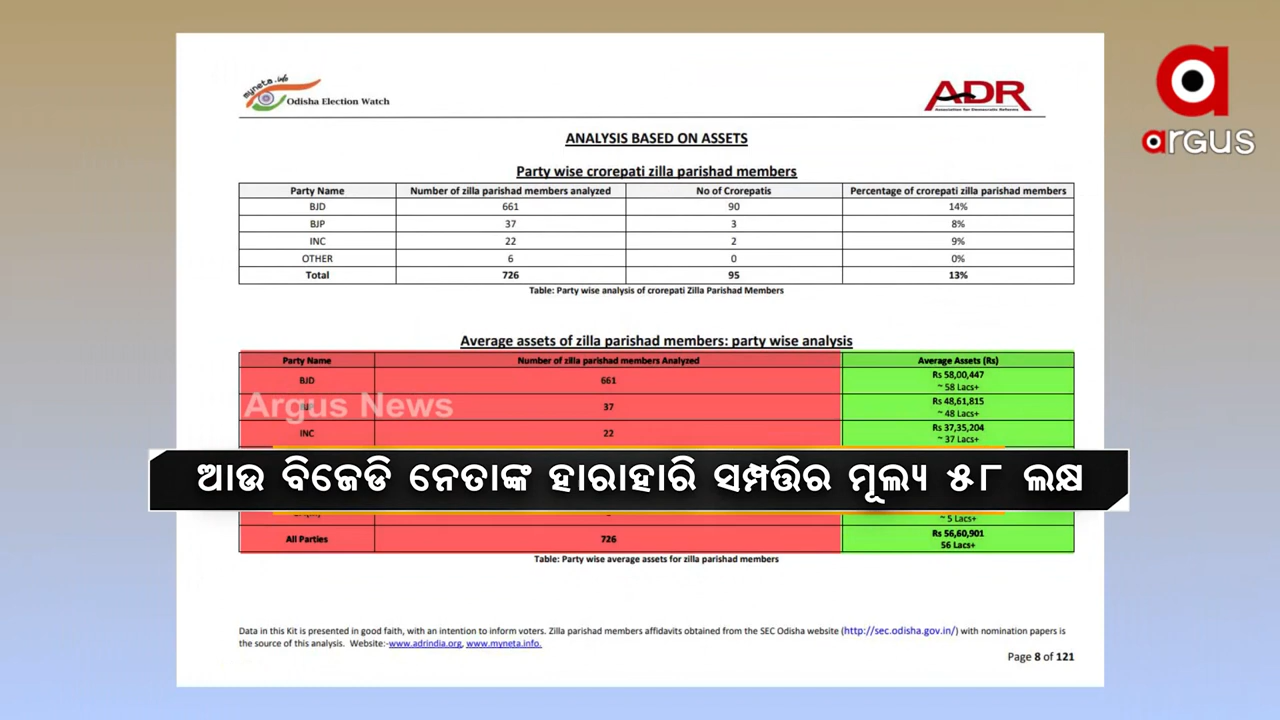 myneta.info
Odisha Election Watch
ADR
Association for Democratic Reforms
argus
ANALYSIS BASED ON ASSETS
Party wise crorepati zilla parishad members
Party Name Number of zilla parishad members analyzed No of Crorepatis Percentage of crorepati zilla parishad members
BJD 661 90 14%
BJP 37 3 8%
INC 22 2 9%
OTHER 6 0 0%
Total 726 95 13%
Table: Party wise analysis of crorepati Zilla Parishad Members
Average assets of zilla parishad members: party wise analysis
Party Name Number of zilla parishad members Analyzed Average Assets (Rs)
BJD 661 Rs 58,00,447
~ 58 Lacs+
37 Rs 48,61,815
~ 48 Lacs+
Argus News
INC 22 Rs 37,35,204
~ 37 Lacs+
ଆଉ ବିଜେଡି ନେତାଙ୍କ ହାରାହାରି ସମ୍ପତ୍ତିର ମୂଲ୍ୟ ୫୮ ଲକ୍ଷ
~ 5 Lacs+
All Parties 726 Rs 56,60,901
56 Lacs+
Table: Party wise average assets for zilla parishad members
Data in this Kit is presented in good faith, with an intention to inform voters. Zilla parishad members affidavits obtained from the SEC Odisha website (http://sec.odisha.gov.in/) with nomination papers is
the source of this analysis. Website:-www.adrindia.org, www.myneta.info.
Page 8 of 121